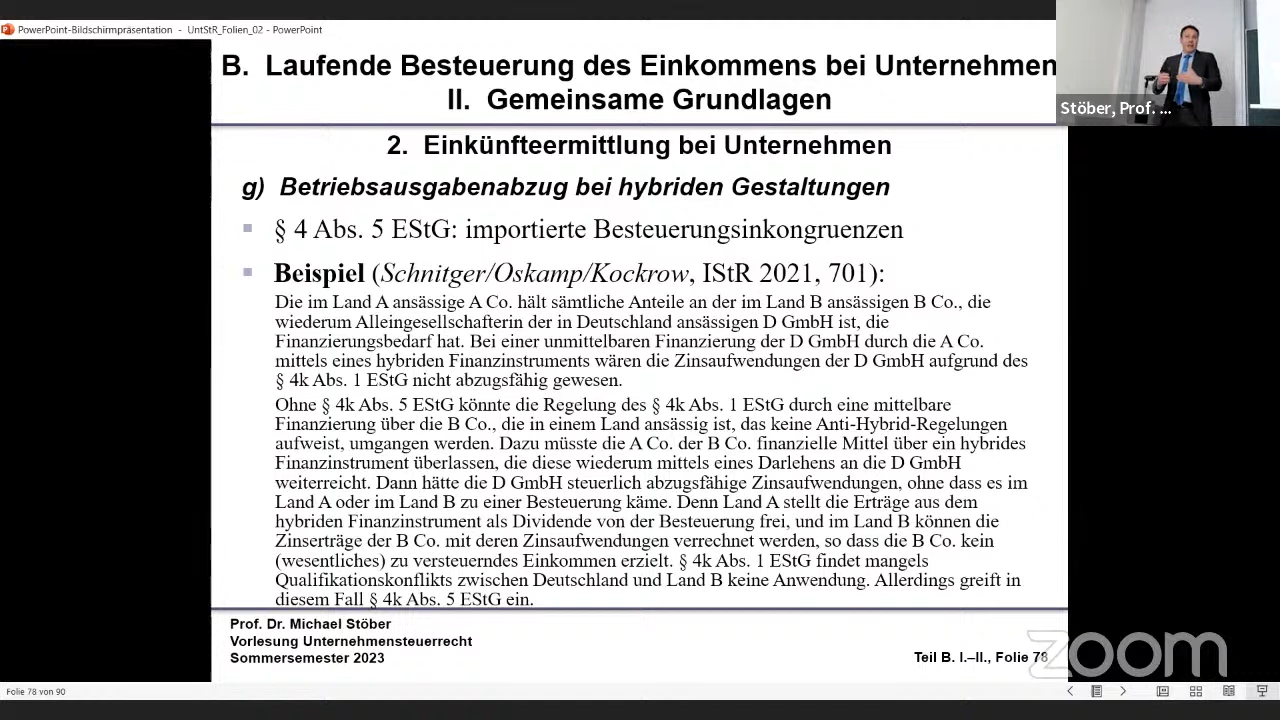 PowerPoint-Bildschirmpräsentation - UntStR_Folien_02 - PowerPoint
B. Laufende Besteuerung des Einkommens bei Unternehmen
II. Gemeinsame Grundlagen
Stöber, Prof. ...
2. Einkünfteermittlung bei Unternehmen
g) Betriebsausgabenabzug bei hybriden Gestaltungen
§ 4 Abs. 5 EStG: importierte Besteuerungsinkongruenzen
Beispiel (Schnitger/Oskamp/Kockrow, IStR 2021, 701):
Die im Land A ansässige A Co. hält sämtliche Anteile an der im Land B ansässigen B Co., die
wiederum Alleingesellschafterin der in Deutschland ansässigen D GmbH ist, die
Finanzierungsbedarf hat. Bei einer unmittelbaren Finanzierung der D GmbH durch die A Co.
mittels eines hybriden Finanzinstruments wären die Zinsaufwendungen der D GmbH aufgrund des
§ 4k Abs. 1 EStG nicht abzugsfähig gewesen.
Ohne § 4k Abs. 5 EStG könnte die Regelung des § 4k Abs. 1 EStG durch eine mittelbare
Finanzierung über die B Co., die in einem Land ansässig ist, das keine Anti-Hybrid-Regelungen
aufweist, umgangen werden. Dazu müsste die A Co. der B Co. finanzielle Mittel über ein hybrides
Finanzinstrument überlassen, die diese wiederum mittels eines Darlehens an die D GmbH
weiterreicht. Dann hätte die D GmbH steuerlich abzugsfähige Zinsaufwendungen, ohne dass es im
Land A oder im Land B zu einer Besteuerung käme. Denn Land A stellt die Erträge aus dem
hybriden Finanzinstrument als Dividende von der Besteuerung frei, und im Land B können die
Zinserträge der B Co. mit deren Zinsaufwendungen verrechnet werden, so dass die B Co. kein
(wesentliches) zu versteuerndes Einkommen erzielt. § 4k Abs. 1 EStG findet mangels
Qualifikationskonflikts zwischen Deutschland und Land B keine Anwendung. Allerdings greift in
diesem Fall § 4k Abs. 5 EStG ein.
Prof. Dr. Michael Stöber
Vorlesung Unternehmensteuerrecht
Sommersemester 2023
Teil B. I.–II., Folie 78
zoom
Folie 78 von 90